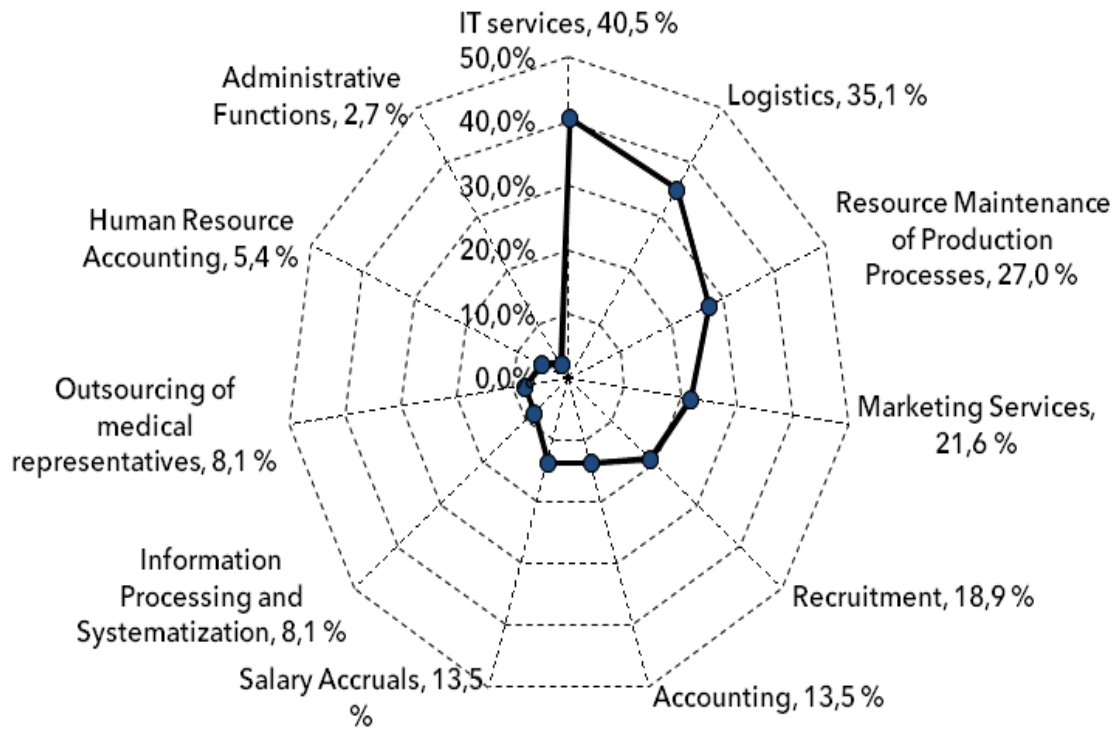 IT services, 40,5 %
50,0%
40,0%
30,0%
20,0%
10,0%
0,0%
Logistics, 35,1 %
Resource Maintenance
of Production
Processes, 27,0 %
Marketing Services,
21,6 %
Recruitment, 18,9 %
Accounting, 13,5 %
Salary Accruals, 13,5
%
Information
Processing and
Systematization, 8,1 %
Outsourcing of
medical
representatives, 8,1 %
Human Resource
Accounting, 5,4 %
Administrative
Functions, 2,7 %